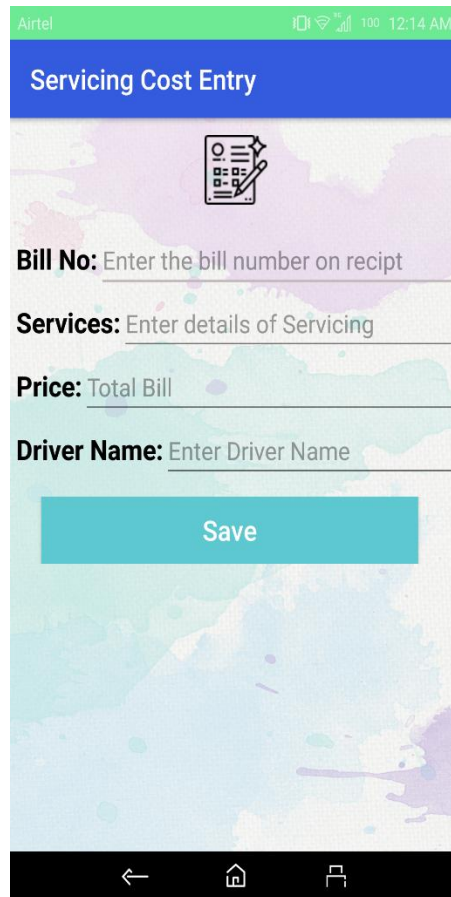 Airtel 100 12:14 AM
Servicing Cost Entry
Bill No: Enter the bill number on recipt
Services: Enter details of Servicing
Price: Total Bill
Driver Name: Enter Driver Name
Save